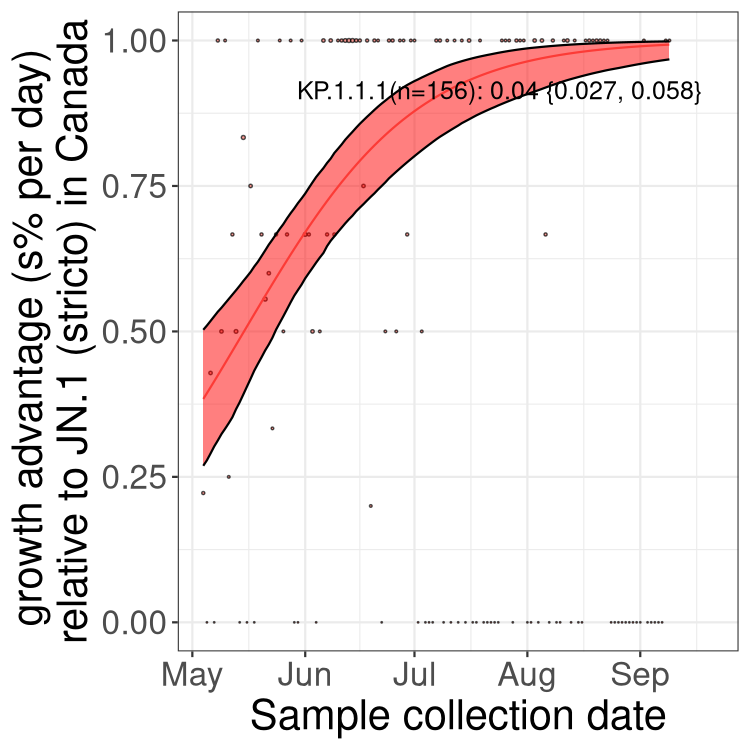 growth advantage (s% per day)
relative to JN.1 (stricto) in Canada
1.00
0.75
0.50
0.25
0.00
KP.1.1.1(n=156): 0.04 {0.027, 0.058}
May Jun Jul Aug Sep
Sample collection date